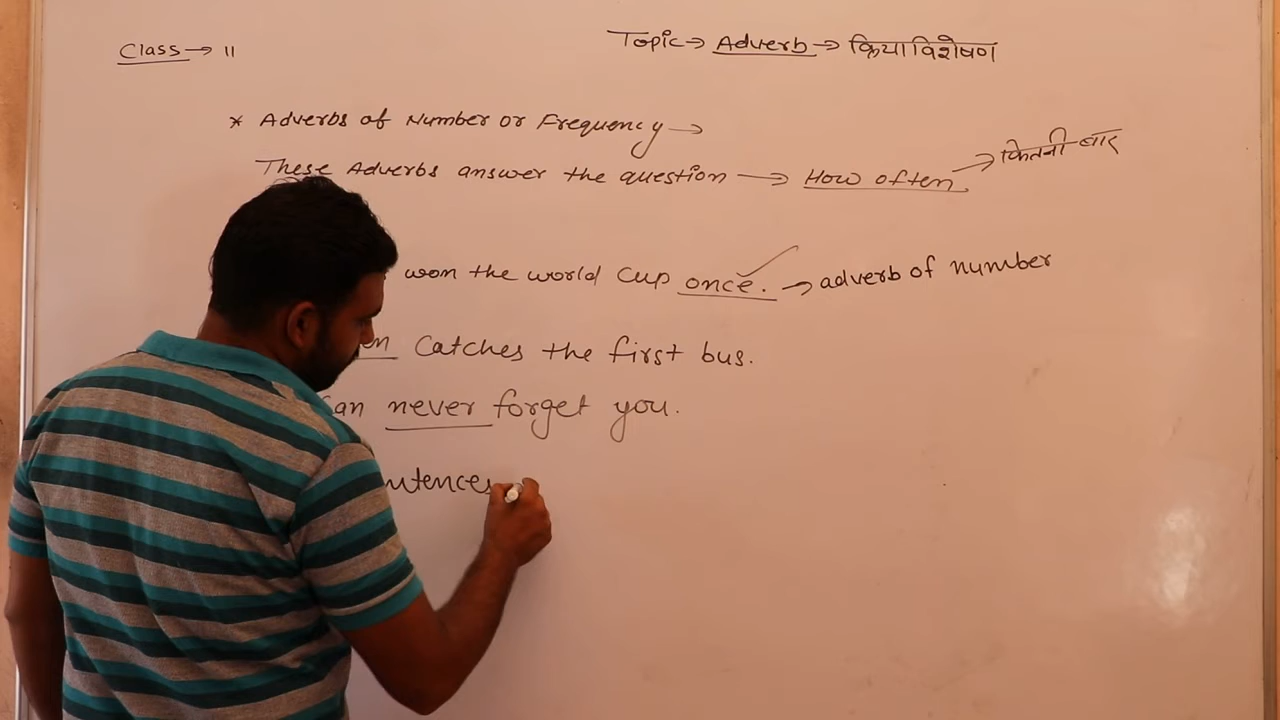 Class → 11
Topic → Adverb → क्रिया विशेषण
* Adverbs of Number or Frequency →
These Adverbs answer the question → How often → कितनी बार
won the world Cup once. → adverb of number
Catches the first bus.
never forget you.